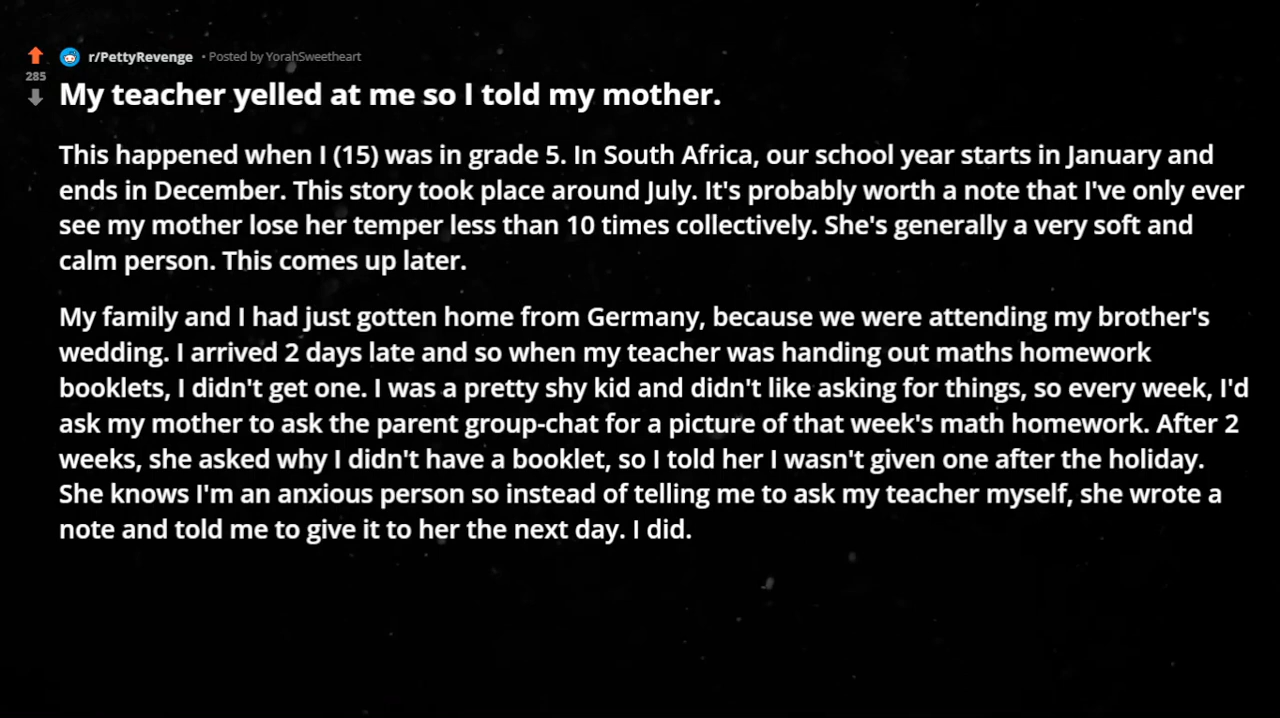 r/PettyRevenge • Posted by YorahSweetheart
285
My teacher yelled at me so I told my mother.
This happened when I (15) was in grade 5. In South Africa, our school year starts in January and
ends in December. This story took place around July. It's probably worth a note that I've only ever
see my mother lose her temper less than 10 times collectively. She's generally a very soft and
calm person. This comes up later.
My family and I had just gotten home from Germany, because we were attending my brother's
wedding. I arrived 2 days late and so when my teacher was handing out maths homework
booklets, I didn't get one. I was a pretty shy kid and didn't like asking for things, so every week, I'd
ask my mother to ask the parent group-chat for a picture of that week's math homework. After 2
weeks, she asked why I didn't have a booklet, so I told her I wasn't given one after the holiday.
She knows I'm an anxious person so instead of telling me to ask my teacher myself, she wrote a
note and told me to give it to her the next day. I did.